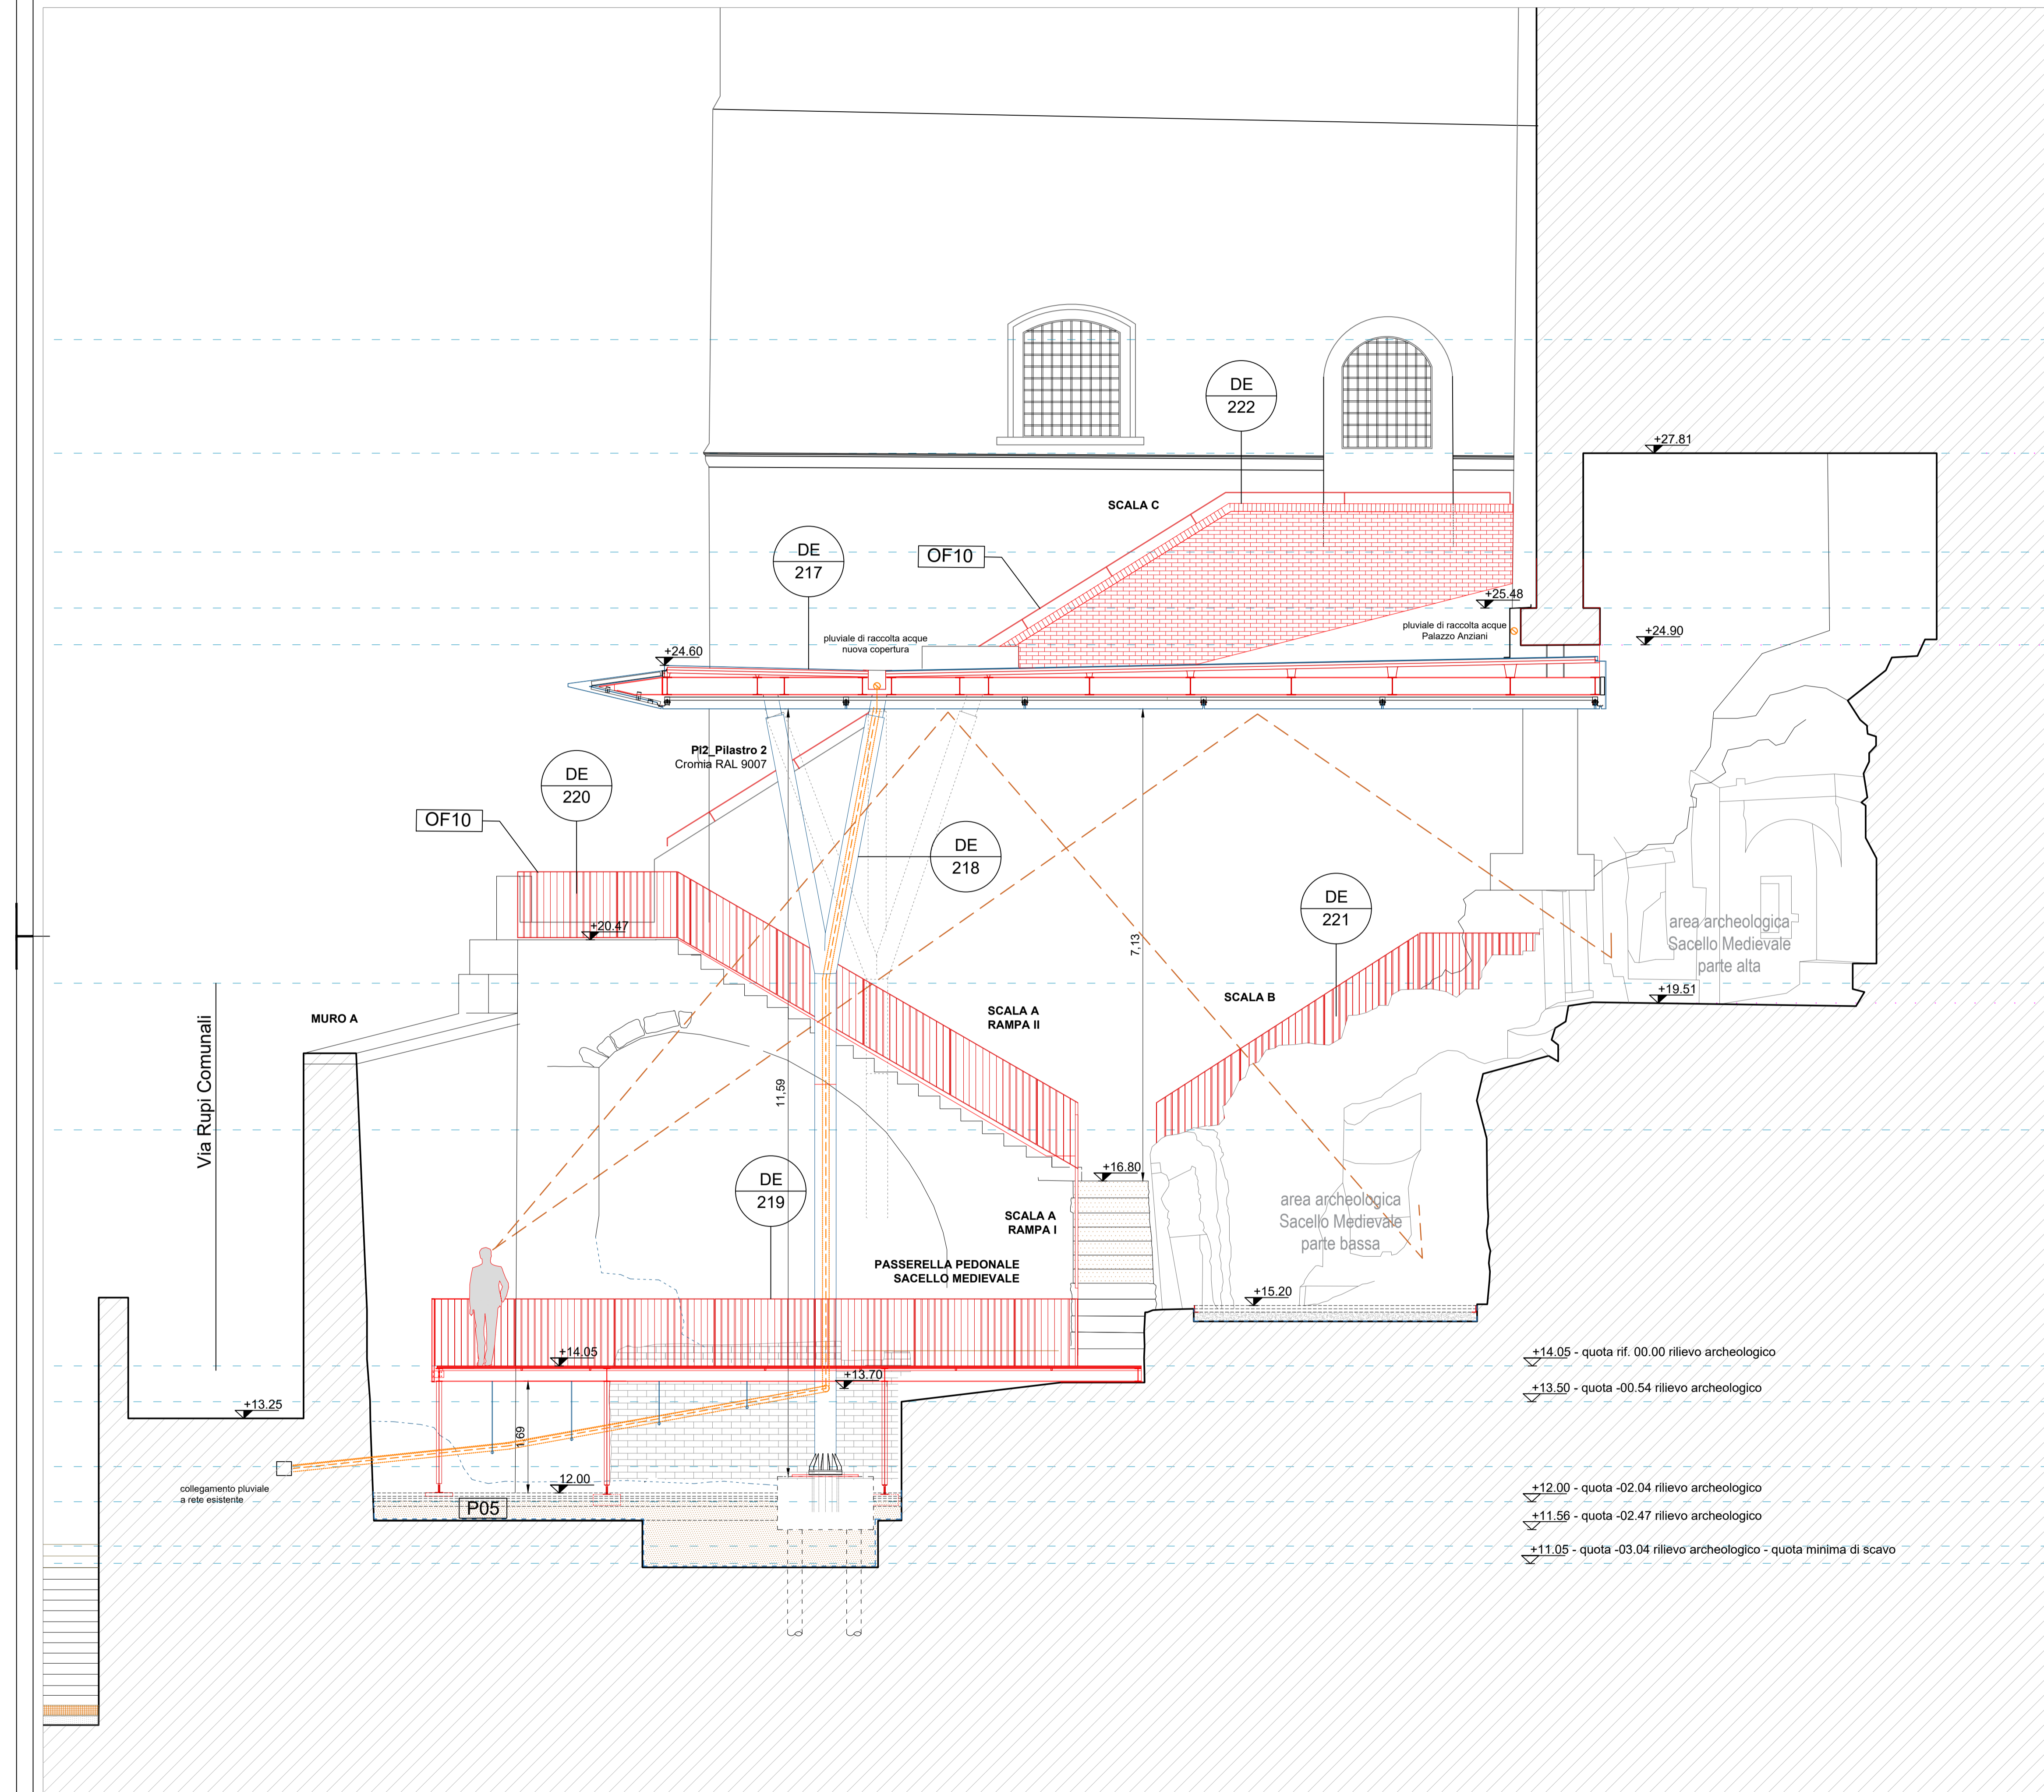 DE
222
+27.81
SCALA C
DE
217
OF10
+25.48
pluviale di raccolta acque
Palazzo Anziani
+24.90
pluviale di raccolta acque
nuova copertura
+24.60
PI2_Pilastro 2
Cromia RAL 9007
DE
220
OF10
DE
218
DE
221
+20.47
area archeologica
Sacello Medievale
parte alta
7,13
+19.51
SCALA B
MURO A
SCALA A
RAMPA II
Via Rupi Comunali
11,59
+16.80
DE
219
SCALA A
RAMPA I
area archeologica
Sacello Medievale
parte bassa
PASSERELLA PEDONALE
SACELLO MEDIEVALE
+15.20
+14.05
+14.05 - quota rif. 00.00 rilievo archeologico
+13.70
+13.50 - quota -00.54 rilievo archeologico
+13.25
1,69
12.00
collegamento pluviale
a rete esistente
P05
+12.00 - quota -02.04 rilievo archeologico
+11.56 - quota -02.47 rilievo archeologico
+11.05 - quota -03.04 rilievo archeologico - quota minima di scavo